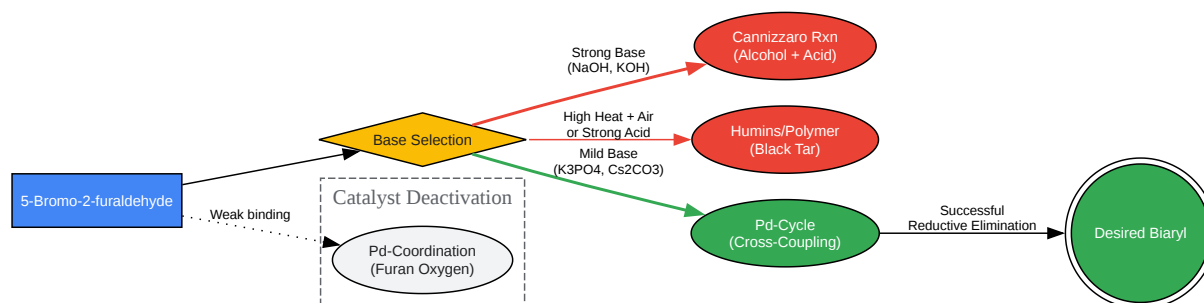 5-Bromo-2-furaldehyde
Weak binding
Base Selection
Catalyst Deactivation
Pd-Coordination
(Furan Oxygen)
Strong Base
(NaOH, KOH)
High Heat + Air
or Strong Acid
Mild Base
(K3PO4, Cs2CO3)
Cannizzaro Rxn
(Alcohol + Acid)
Humins/Polymer
(Black Tar)
Pd-Cycle
(Cross-Coupling)
Successful
Reductive Elimination
Desired Biaryl